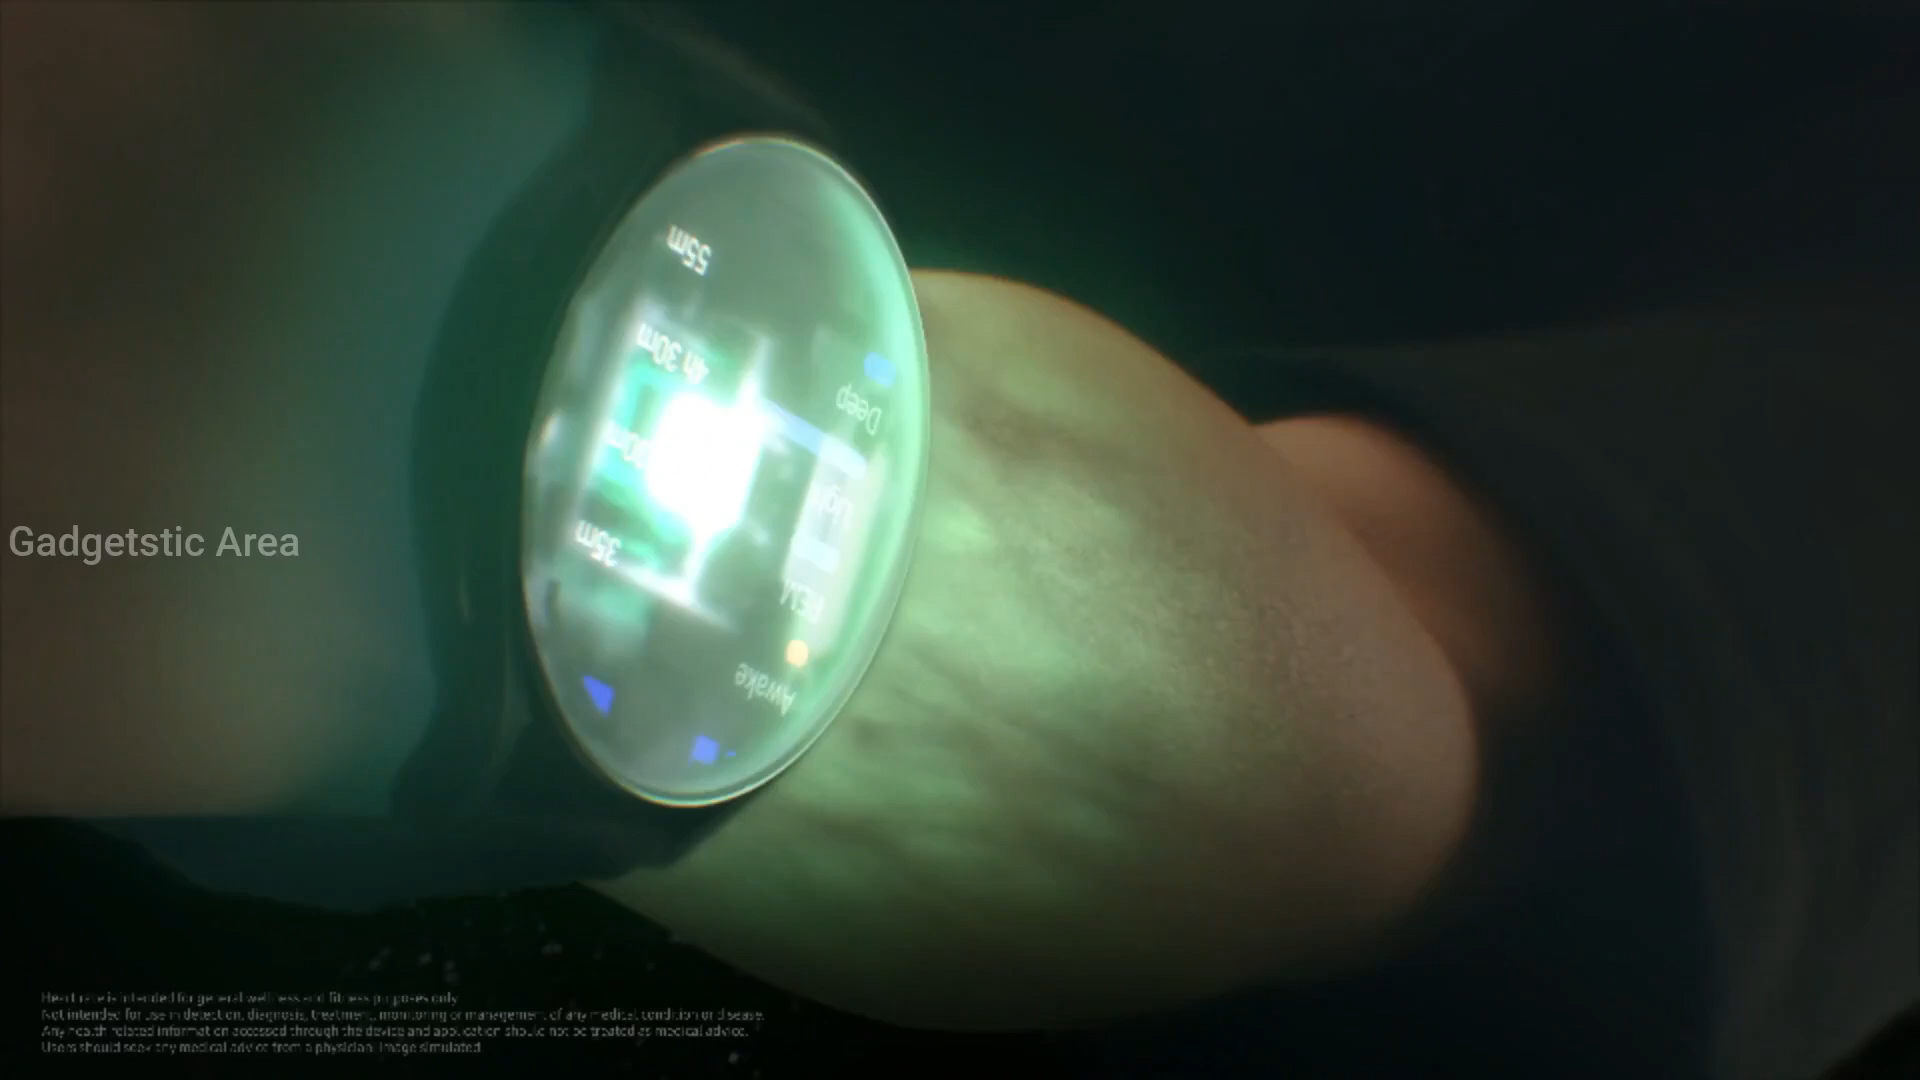 55m
4h 30m
35m
Deep
Light
REM
Awake
Gadgetstic Area
Heart rate is intended for general wellness and fitness purposes only.
Not intended for use in detection, diagnosis, treatment, monitoring or management of any medical condition or disease.
Any health related information accessed through the device and application should not be treated as medical advice.
Users should seek any medical advice from a physician. Image simulated.